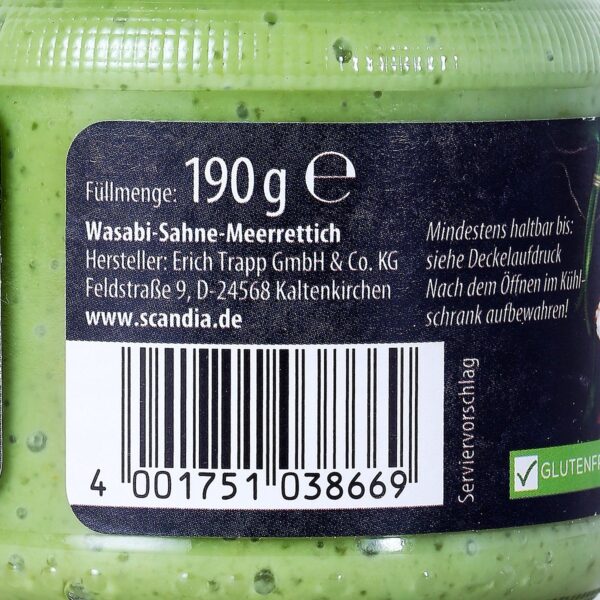 Füllmenge: 190 g ℮
Wasabi-Sahne-Meerrettich
Hersteller: Erich Trapp GmbH & Co. KG
Feldstraße 9, D-24568 Kaltenkirchen
www.scandia.de
4 001751 038669
Mindestens haltbar bis:
siehe Deckelaufdruck
Nach dem Öffnen im Kühl-
schrank aufbewahren!
Serviervorschlag